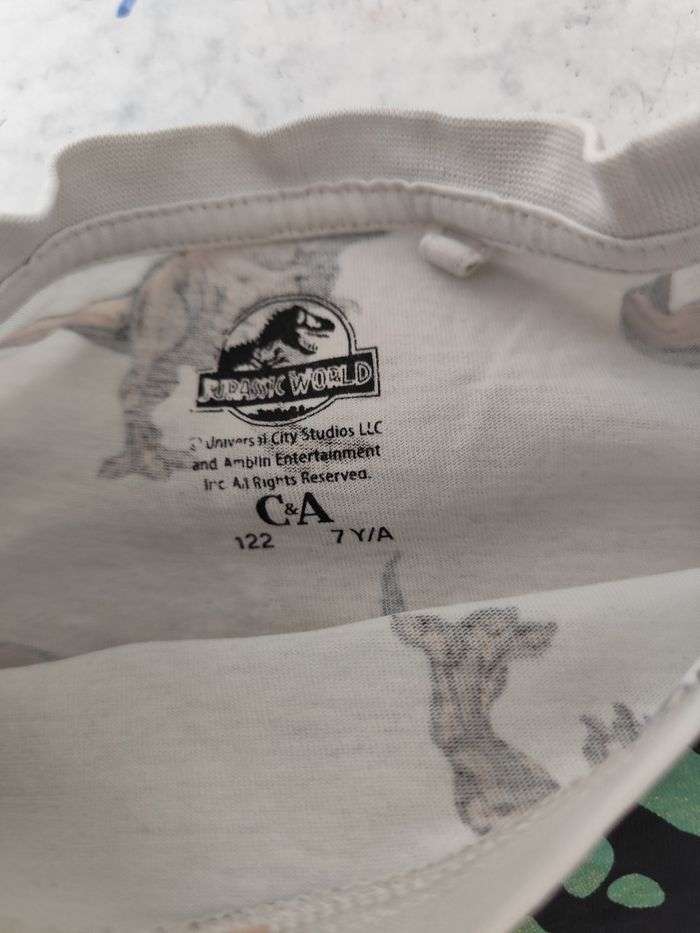 JURASSIC WORLD
© Universal City Studios LLC
and Amblin Entertainment
Inc. All Rights Reserved.
C&A
122 7 Y/A